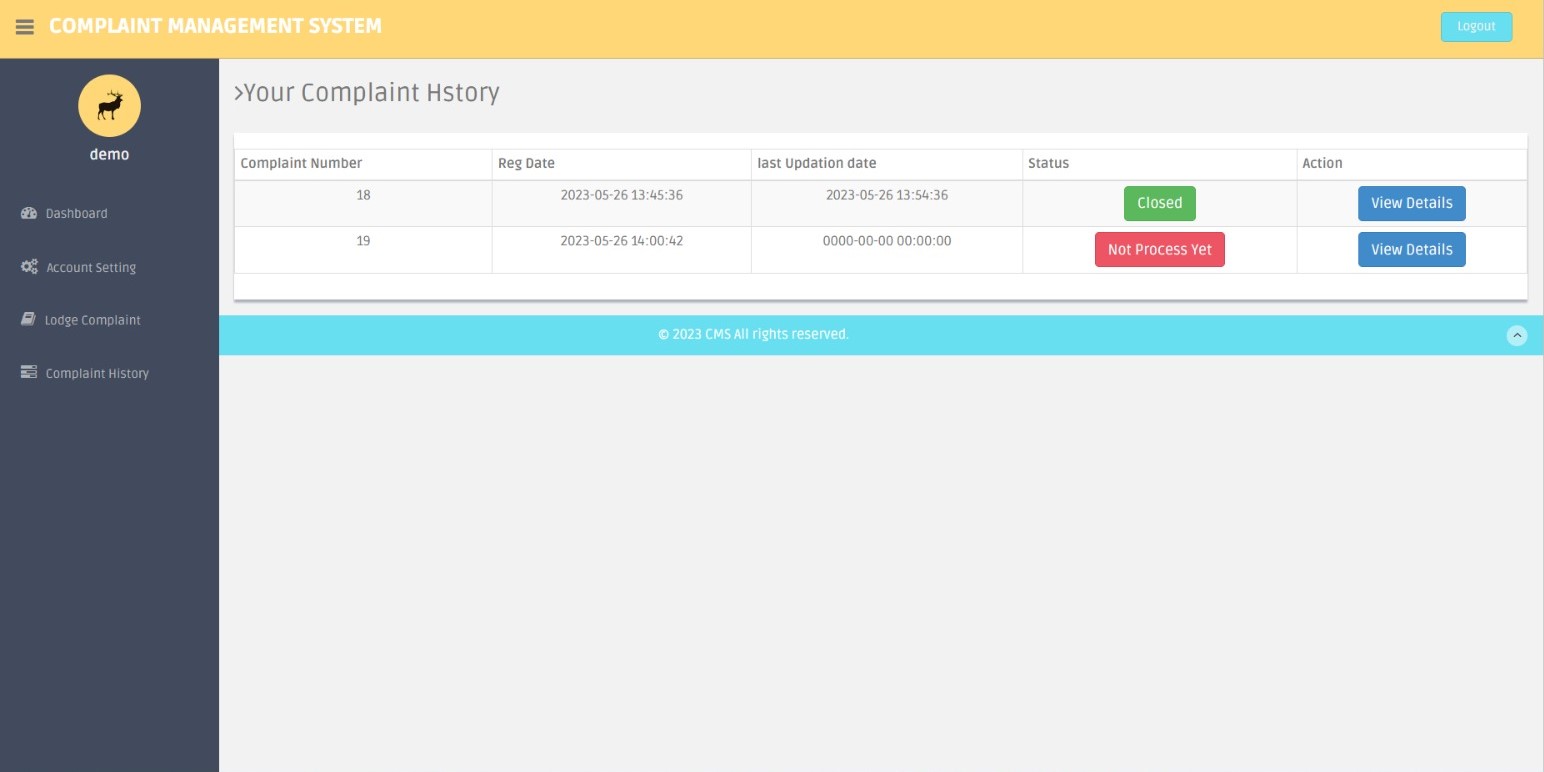 COMPLAINT MANAGEMENT SYSTEM
Logout
demo
Dashboard
Account Setting
Lodge Complaint
Complaint History
>Your Complaint Hstory
Complaint Number Reg Date last Updation date Status Action
18 2023-05-26 13:45:36 2023-05-26 13:54:36 Closed View Details
19 2023-05-26 14:00:42 0000-00-00 00:00:00 Not Process Yet View Details
© 2023 CMS All rights reserved.